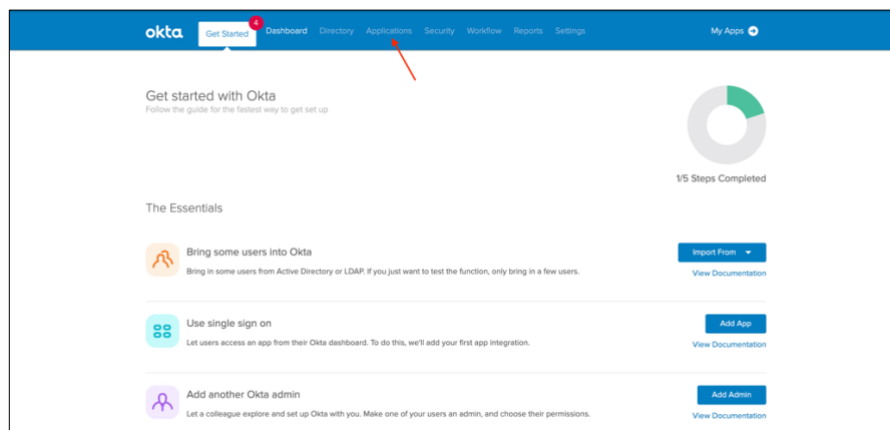 okta
Get Started
4
Dashboard
Directory
Applications
Security
Workflow
Reports
Settings
My Apps
Get started with Okta
Follow the guide for the fastest way to get set up
1/5 Steps Completed
The Essentials
Bring some users into Okta
Bring in some users from Active Directory or LDAP. If you just want to test the function, only bring in a few users.
Import From
View Documentation
Use single sign on
Let users access an app from their Okta dashboard. To do this, we'll add your first app integration.
Add App
View Documentation
Add another Okta admin
Let a colleague explore and set up Okta with you. Make one of your users an admin, and choose their permissions.
Add Admin
View Documentation